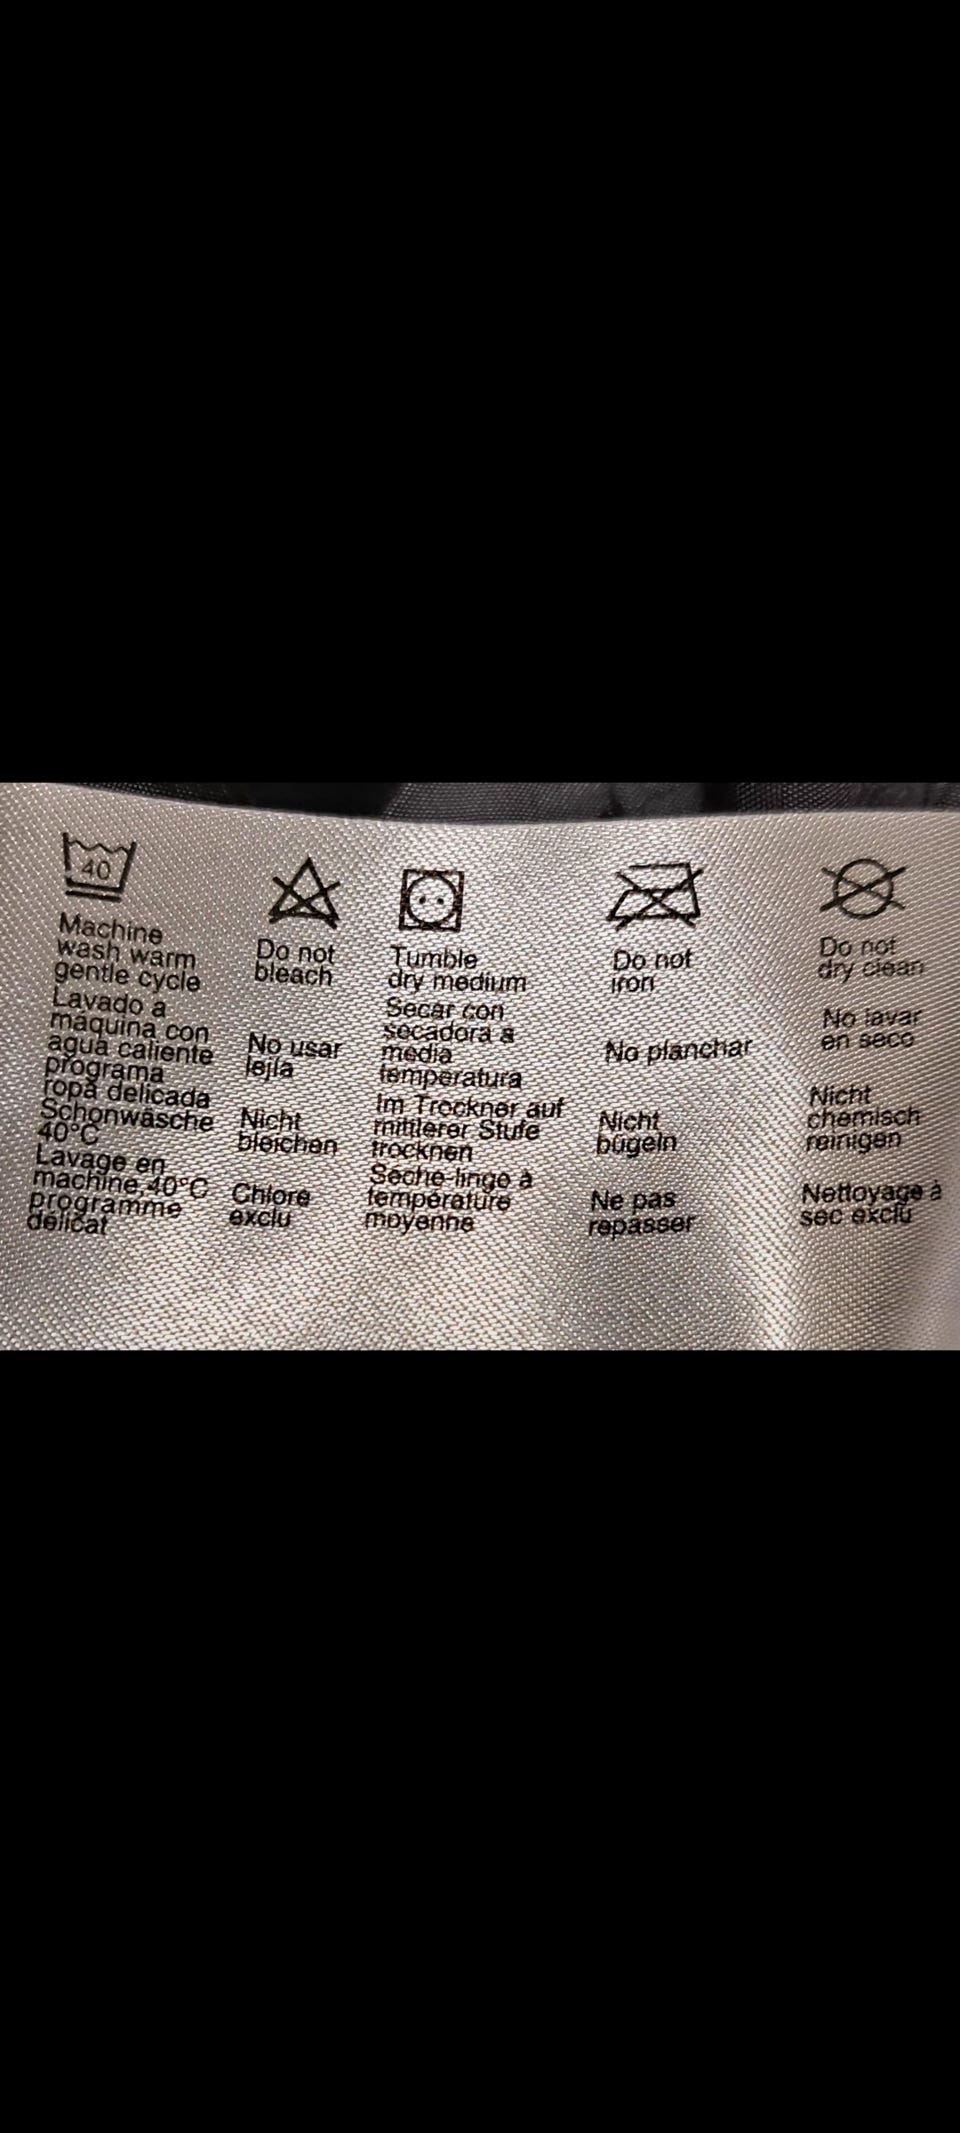 40
Machine
wash warm
gentle cycle
Lavado a
máquina con
agua caliente
programa
ropa delicada
Schonwäsche
40°C
Lavage en
machine,40°C
programme
délicat
Do not
bleach
No usar
lejía
Nicht
bleichen
Chlore
exclu
Tumble
dry medium
Secar con
secadora a
media
temperatura
Im Trockner auf
mittlerer Stufe
trocknen
Sèche-linge à
température
moyenne
Do not
iron
No planchar
Nicht
bügeln
Ne pas
repasser
Do not
dry clean
No lavar
en seco
Nicht
chemisch
reinigen
Nettoyage à
sec exclu